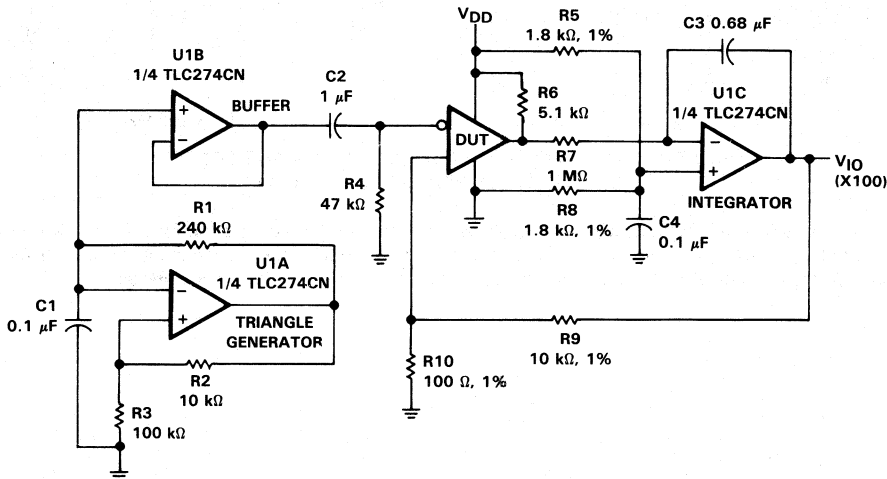 U1B
1/4 TLC274CN
BUFFER
C2
1 μF
R4
47 kΩ
R1
240 kΩ
U1A
1/4 TLC274CN
TRIANGLE
GENERATOR
C1
0.1 μF
R2
10 kΩ
R3
100 kΩ
VDD
R5
1.8 kΩ, 1%
R6
5.1 kΩ
DUT
R7
1 MΩ
R8
1.8 kΩ, 1%
C3 0.68 μF
U1C
1/4 TLC274CN
INTEGRATOR
VIO
(X100)
C4
0.1 μF
R9
10 kΩ, 1%
R10
100 Ω, 1%